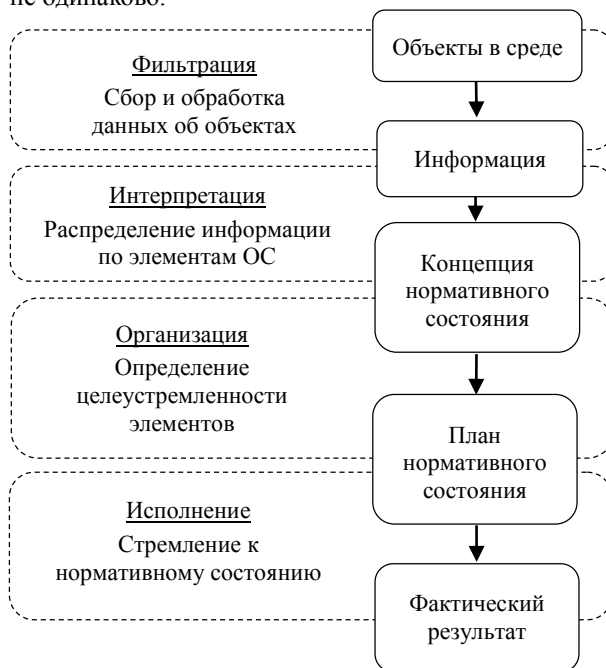 не одинаково.
Объекты в среде
Фильтрация
Сбор и обработка
данных об объектах
Информация
Интерпретация
Распределение информации
по элементам ОС
Концепция
нормативного
состояния
Организация
Определение
целеустремленности
элементов
План
нормативного
состояния
Исполнение
Стремление к
нормативному состоянию
Фактический
результат